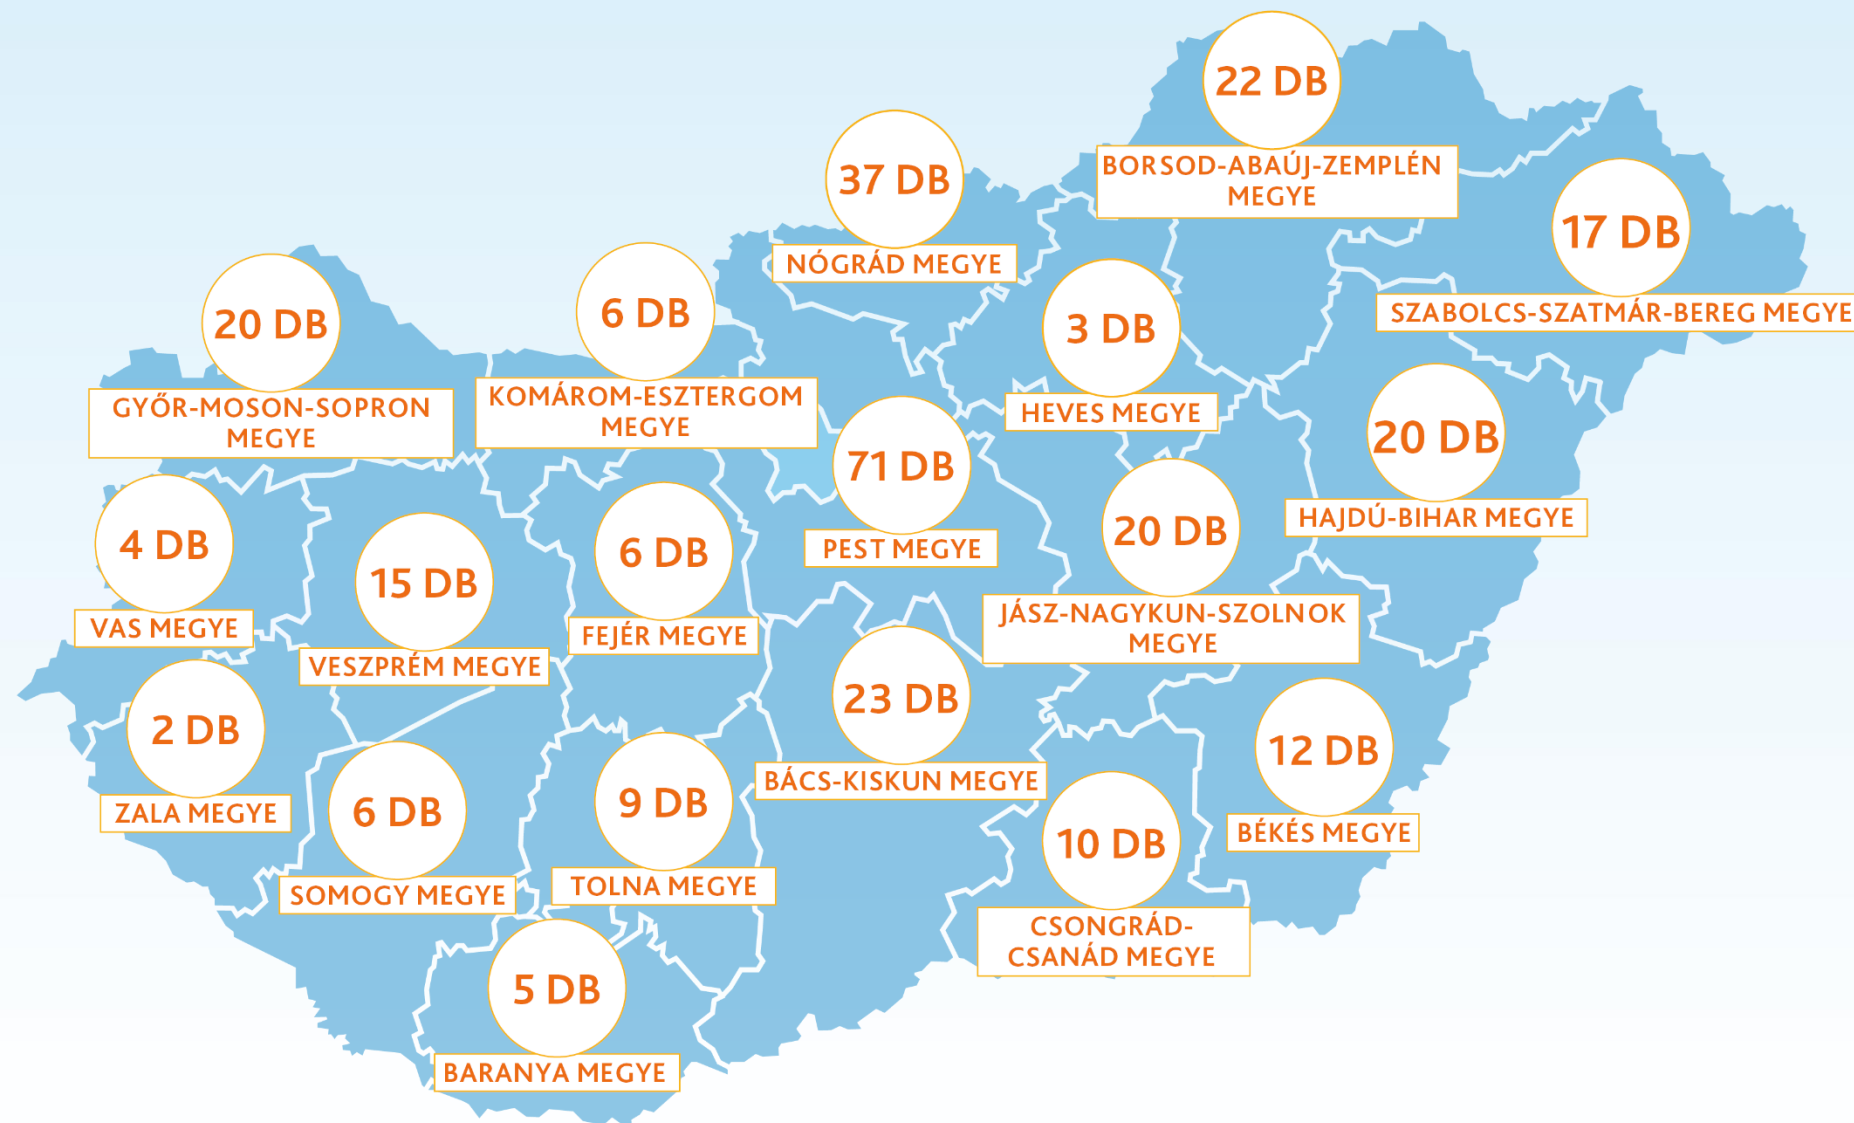 22 DB
BORSOD-ABAÚJ-ZEMPLÉN
MEGYE
37 DB
NÓGRÁD MEGYE
17 DB
SZABOLCS-SZATMÁR-BEREG MEGYE
20 DB
GYŐR-MOSON-SOPRON
MEGYE
6 DB
KOMÁROM-ESZTERGOM
MEGYE
3 DB
HEVES MEGYE
20 DB
HAJDÚ-BIHAR MEGYE
71 DB
PEST MEGYE
4 DB
VAS MEGYE
15 DB
VESZPRÉM MEGYE
6 DB
FEJÉR MEGYE
20 DB
JÁSZ-NAGYKUN-SZOLNOK
MEGYE
2 DB
ZALA MEGYE
6 DB
SOMOGY MEGYE
9 DB
TOLNA MEGYE
23 DB
BÁCS-KISKUN MEGYE
12 DB
BÉKÉS MEGYE
10 DB
CSONGRÁD-
CSANÁD MEGYE
5 DB
BARANYA MEGYE